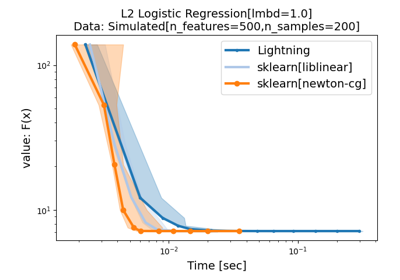 L2 Logistic Regression[lmbd=1.0]
Data: Simulated[n_features=500,n_samples=200]
Lightning
sklearn[liblinear]
sklearn[newton-cg]
value: F(x)
10²
10¹
10⁻²
10⁻¹
Time [sec]